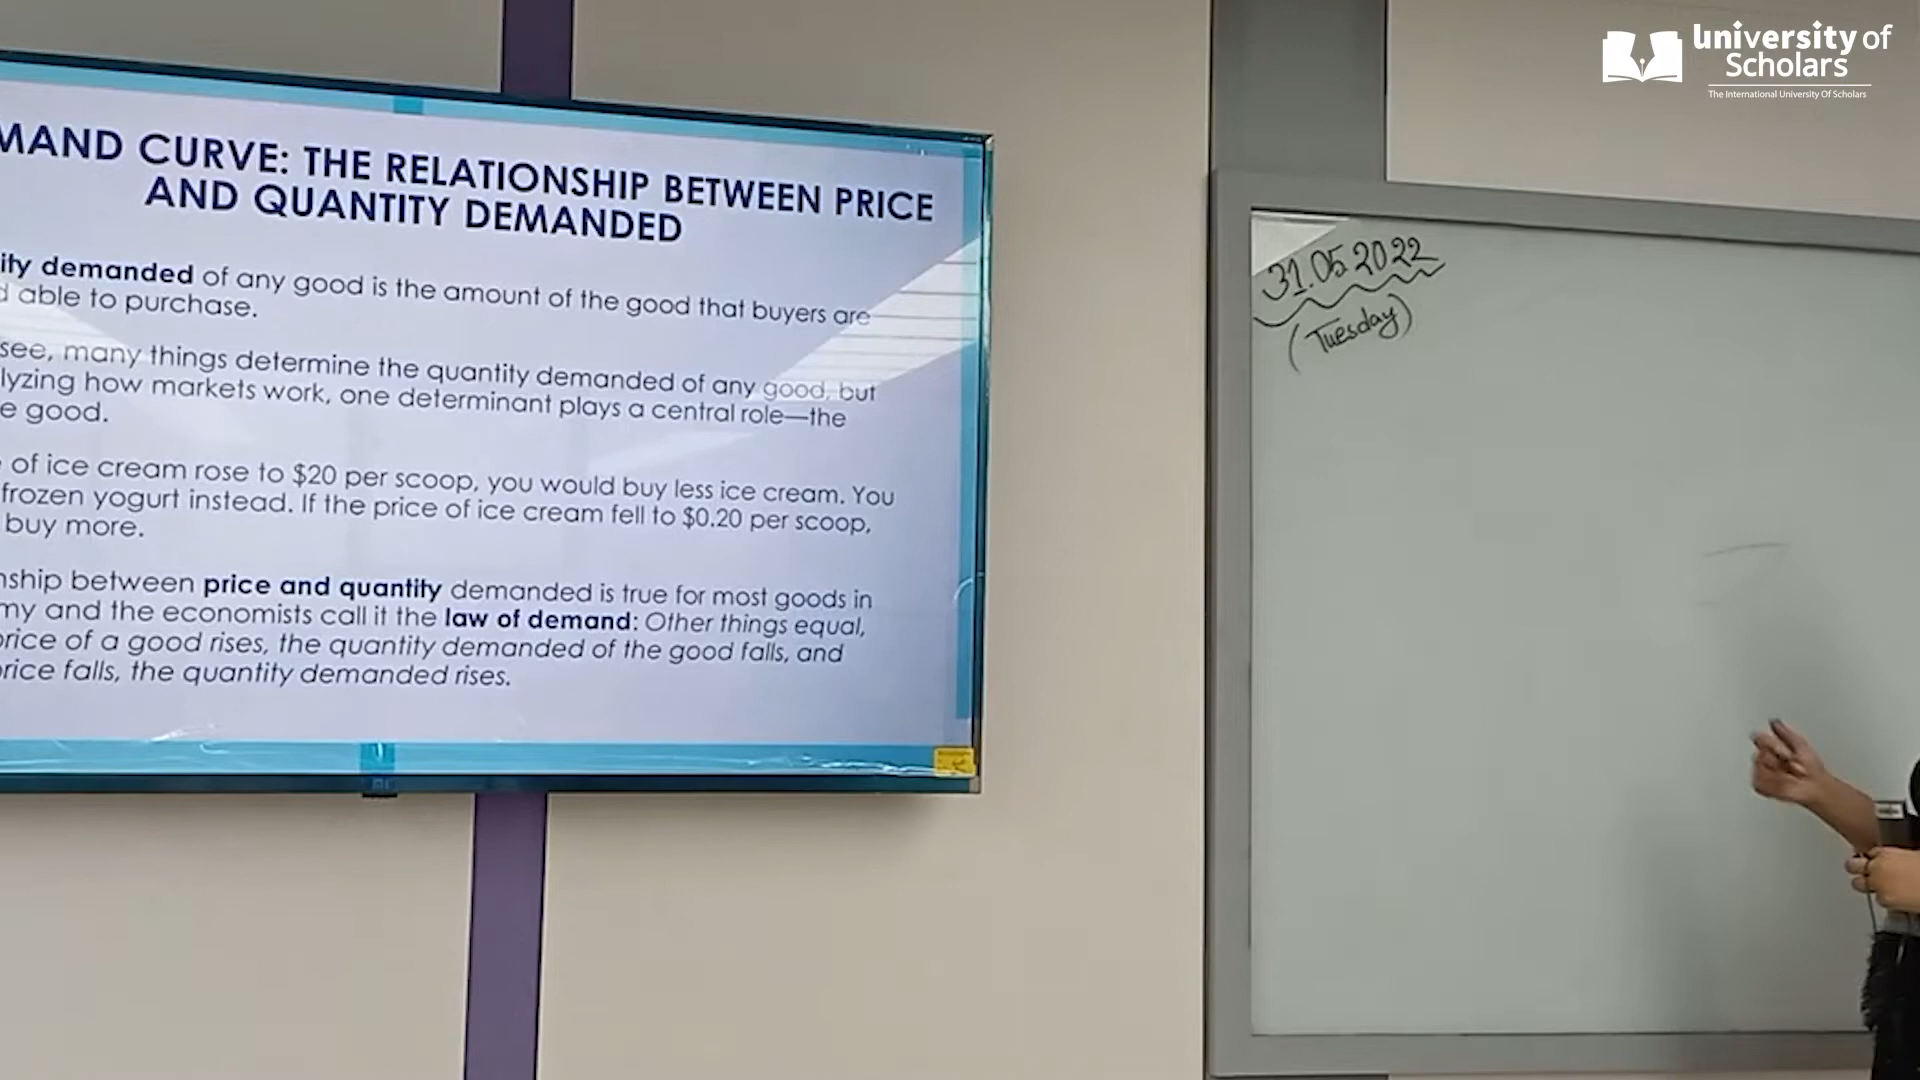 MAND CURVE: THE RELATIONSHIP BETWEEN PRICE
AND QUANTITY DEMANDED
ity demanded of any good is the amount of the good that buyers are
d able to purchase.
see, many things determine the quantity demanded of any good, but
lyzing how markets work, one determinant plays a central role—the
e good.
of ice cream rose to $20 per scoop, you would buy less ice cream. You
frozen yogurt instead. If the price of ice cream fell to $0.20 per scoop,
buy more.
nship between price and quantity demanded is true for most goods in
my and the economists call it the law of demand: Other things equal,
price of a good rises, the quantity demanded of the good falls, and
price falls, the quantity demanded rises.
mi
31.05 2022
(Tuesday)
university of
Scholars
The International University Of Scholars